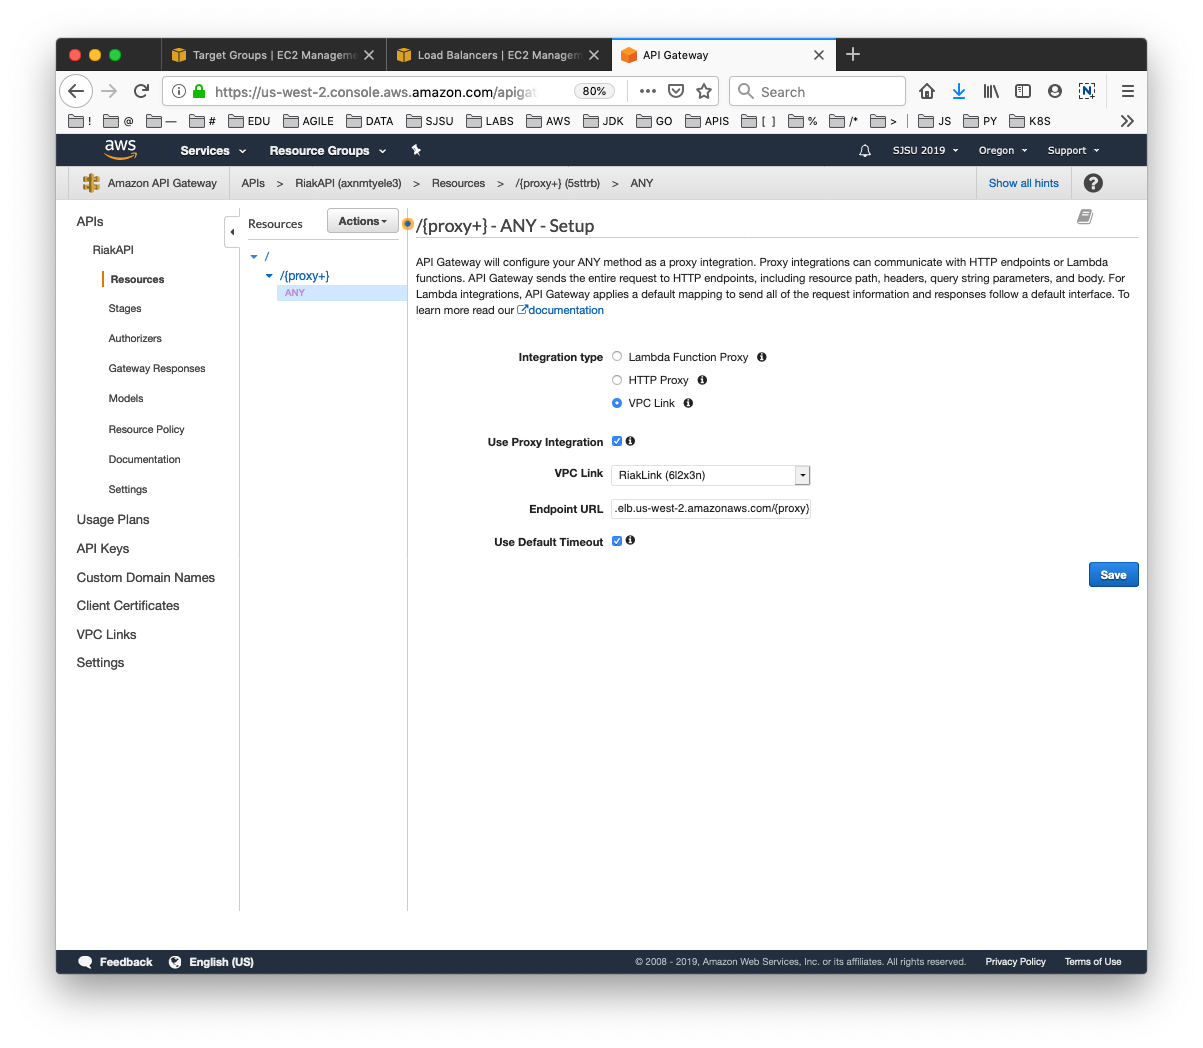 Target Groups | EC2 Manageme
Load Balancers | EC2 Managem
API Gateway
https://us-west-2.console.aws.amazon.com/apigat
80%
Search
!
@
—
#
EDU
AGILE
DATA
SJSU
LABS
AWS
JDK
GO
APIS
[ ]
%
/*
>
JS
PY
K8S
aws
Services
Resource Groups
SJSU 2019
Oregon
Support
Amazon API Gateway
APIs > RiakAPI (axnmtyele3) > Resources > /{proxy+} (5sttrb) > ANY
Show all hints
APIs
RiakAPI
Resources
Stages
Authorizers
Gateway Responses
Models
Resource Policy
Documentation
Settings
Usage Plans
API Keys
Custom Domain Names
Client Certificates
VPC Links
Settings
Resources
Actions
/
/{proxy+}
ANY
/{proxy+} - ANY - Setup
API Gateway will configure your ANY method as a proxy integration. Proxy integrations can communicate with HTTP endpoints or Lambda
functions. API Gateway sends the entire request to HTTP endpoints, including resource path, headers, query string parameters, and body. For
Lambda integrations, API Gateway applies a default mapping to send all of the request information and responses follow a default interface. To
learn more read our documentation
Integration type
Lambda Function Proxy
HTTP Proxy
VPC Link
Use Proxy Integration
VPC Link
RiakLink (6l2x3n)
Endpoint URL
.elb.us-west-2.amazonaws.com/{proxy}
Use Default Timeout
Save
Feedback
English (US)
© 2008 - 2019, Amazon Web Services, Inc. or its affiliates. All rights reserved.
Privacy Policy
Terms of Use